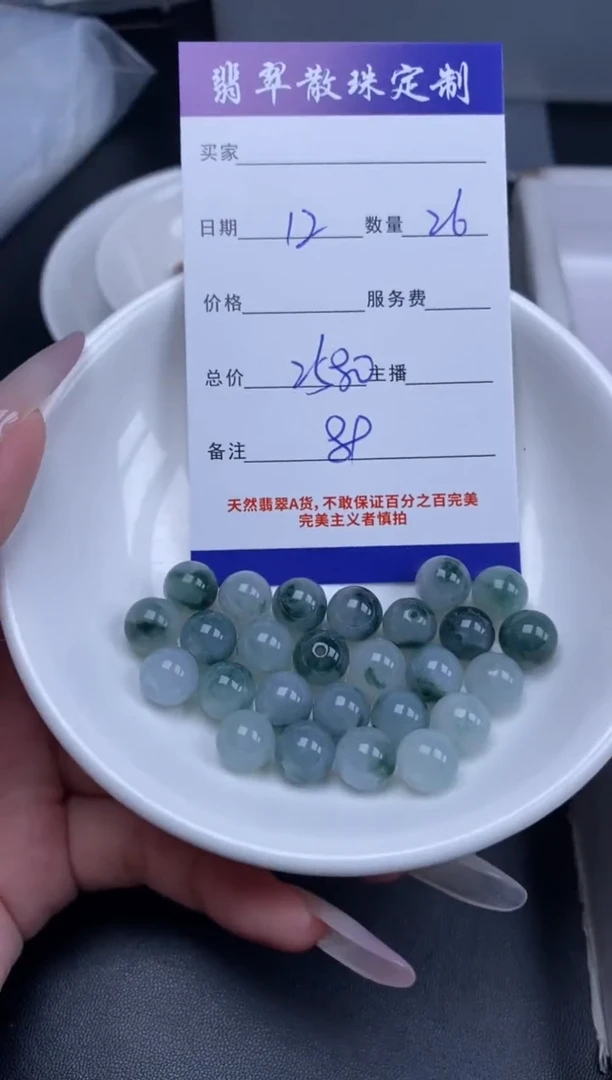 翡翠散珠定制
买家
日期 12 数量 26
价格 服务费
总价 2580 主播
备注
天然翡翠A货,不敢保证百分之百完美
完美主义者慎拍